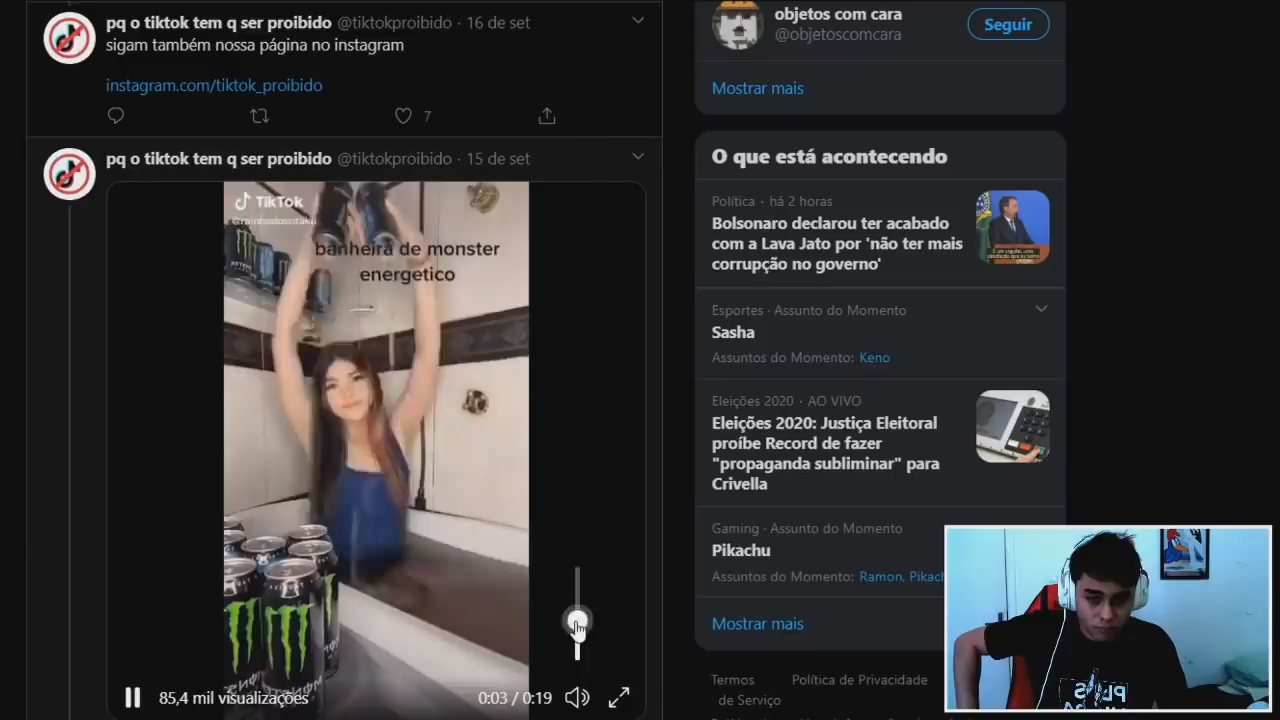 pq o tiktok tem q ser proibido @tiktokproibido · 16 de set
sigam também nossa página no instagram
instagram.com/tiktok_proibido
7
pq o tiktok tem q ser proibido @tiktokproibido · 15 de set
TikTok
banheira de monster
energetico
85,4 mil visualizações
0:03 / 0:19
objetos com cara
@objetoscomcara
Seguir
Mostrar mais
O que está acontecendo
Política · há 2 horas
Bolsonaro declarou ter acabado
com a Lava Jato por 'não ter mais
corrupção no governo'
Esportes · Assunto do Momento
Sasha
Assuntos do Momento: Keno
Eleições 2020 · AO VIVO
Eleições 2020: Justiça Eleitoral
proíbe Record de fazer
"propaganda subliminar" para
Crivella
Gaming · Assunto do Momento
Pikachu
Assuntos do Momento: Ramon, Pikach
Mostrar mais
Termos
de Serviço
Política de Privacidade